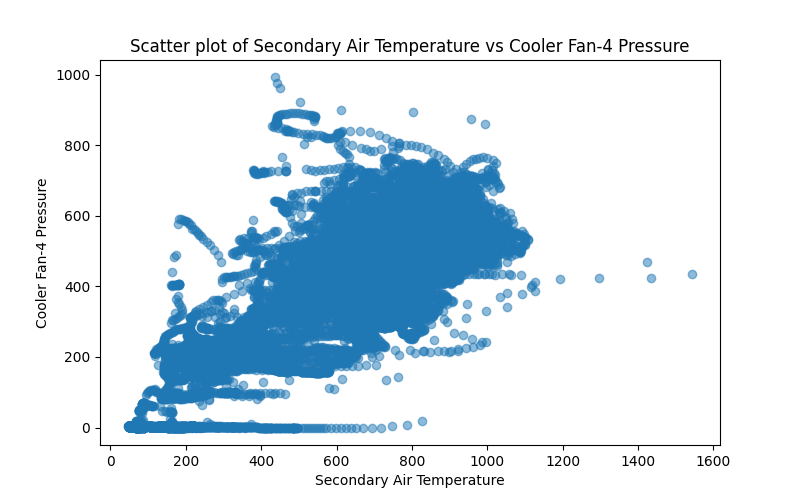 Scatter plot of Secondary Air Temperature vs Cooler Fan-4 Pressure
1000
800
600
400
200
0
Cooler Fan-4 Pressure
0 200 400 600 800 1000 1200 1400 1600
Secondary Air Temperature